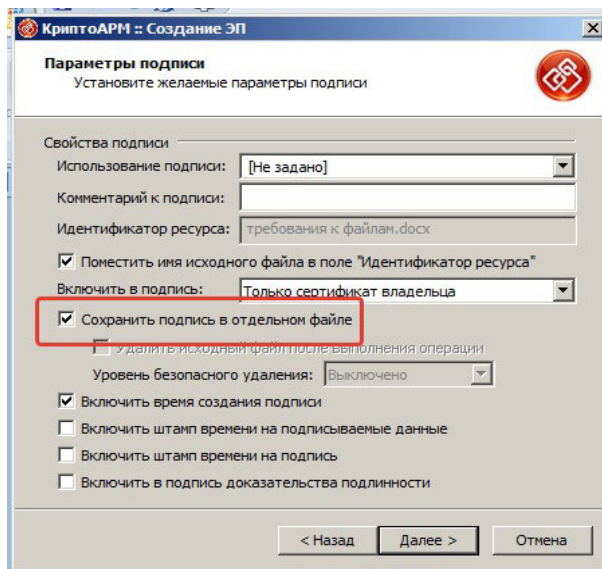 КриптоАРМ :: Создание ЭП
Параметры подписи
Установите желаемые параметры подписи
Свойства подписи
Использование подписи: [Не задано]
Комментарий к подписи:
Идентификатор ресурса: требования к файлам.docx
Поместить имя исходного файла в поле "Идентификатор ресурса"
Включить в подпись: Только сертификат владельца
Сохранить подпись в отдельном файле
Удалить исходный файл после выполнения операции
Уровень безопасного удаления: Выключено
Включить время создания подписи
Включить штамп времени на подписываемые данные
Включить штамп времени на подпись
Включить в подпись доказательства подлинности
< Назад Далее > Отмена